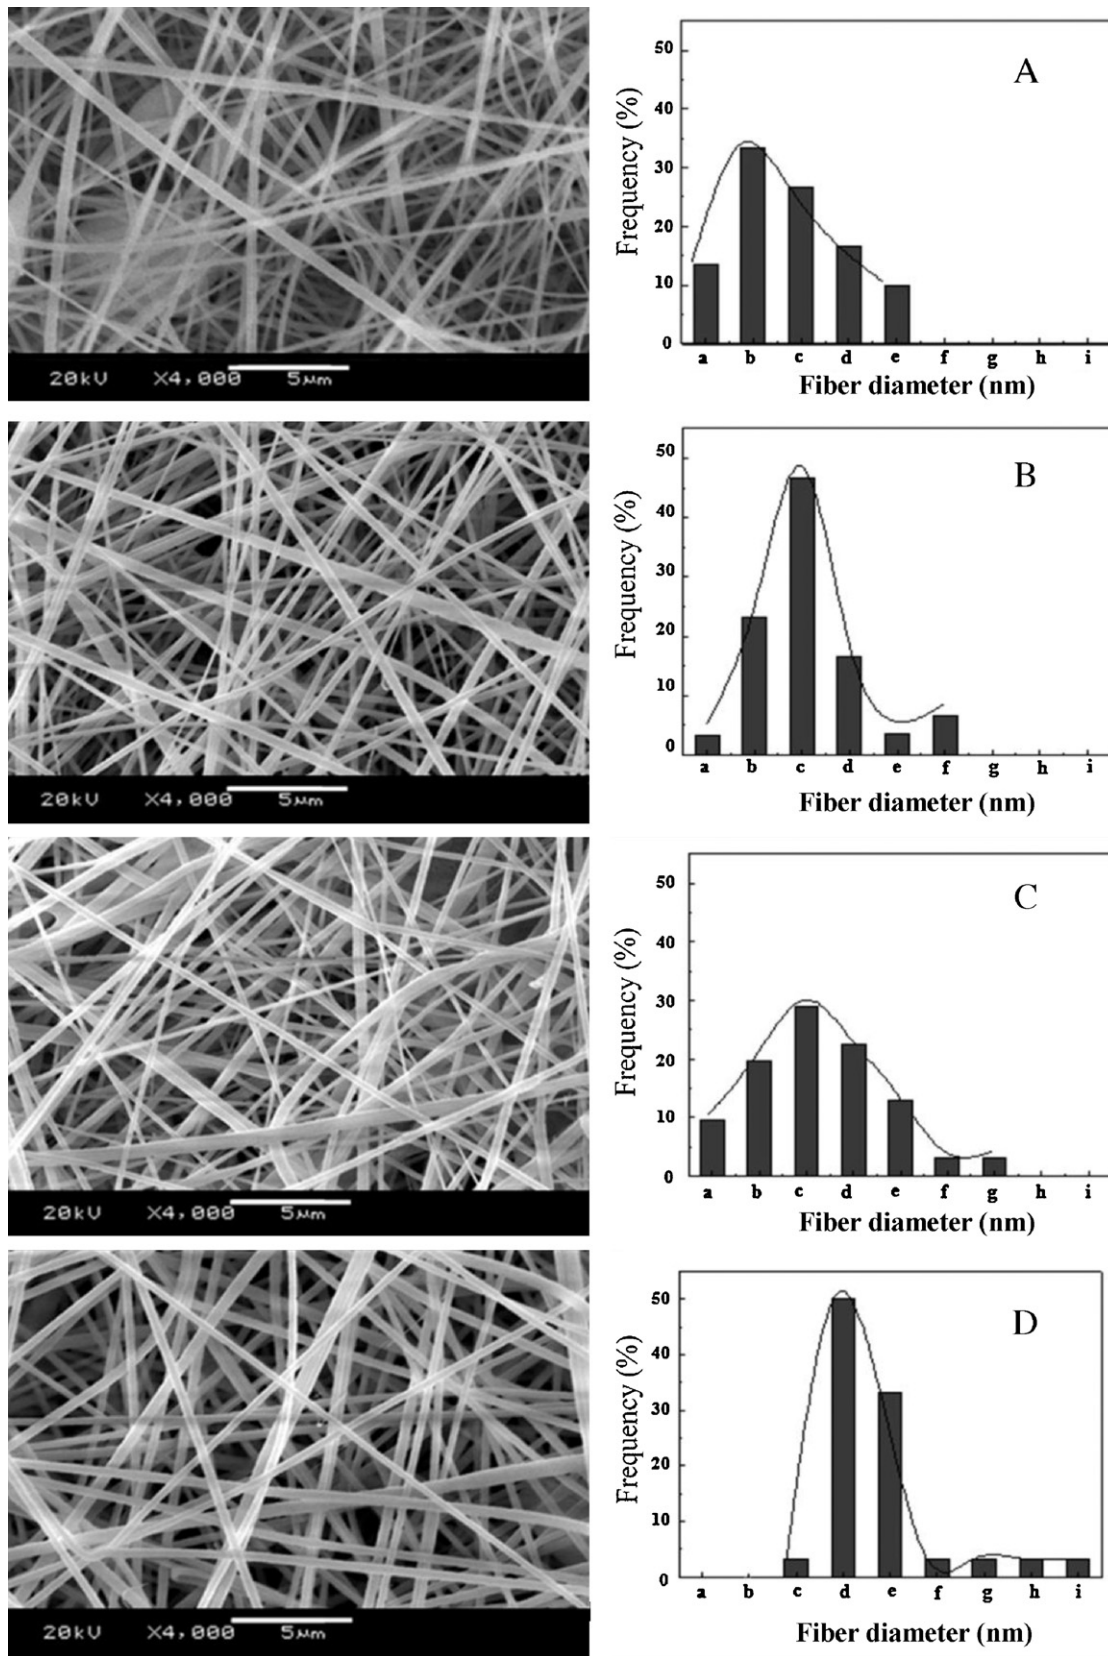 A
Frequency (%)
50
40
30
20
10
0
a b c d e f g h i
Fiber diameter (nm)
20kV X4,000 5μm
B
Frequency (%)
50
40
30
20
10
0
a b c d e f g h i
Fiber diameter (nm)
20kV X4,000 5μm
C
Frequency (%)
50
40
30
20
10
0
a b c d e f g h i
Fiber diameter (nm)
20kV X4,000 5μm
D
Frequency (%)
50
40
30
20
10
0
a b c d e f g h i
Fiber diameter (nm)
20kV X4,000 5μm